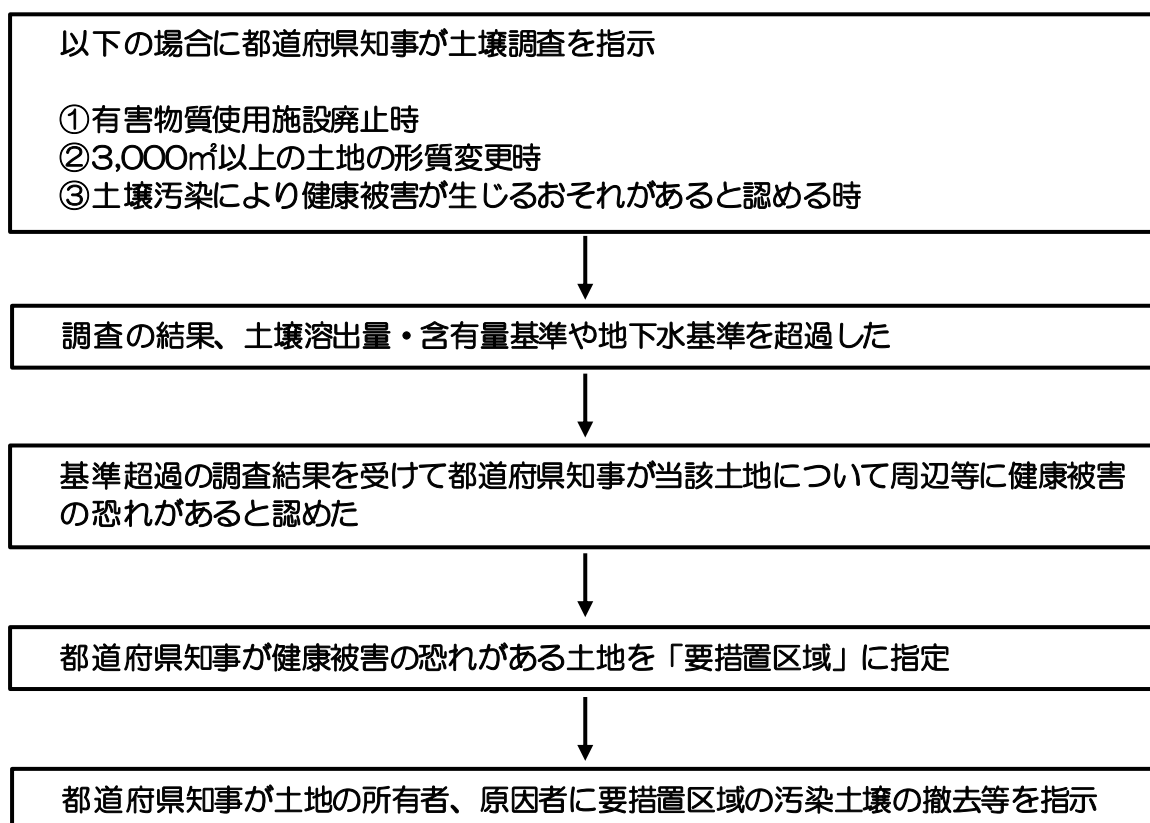 以下の場合に都道府県知事が土壌調査を指示
①有害物質使用施設廃止時
②3,000㎡以上の土地の形質変更時
③土壌汚染により健康被害が生じるおそれがあると認める時
調査の結果、土壌溶出量・含有量基準や地下水基準を超過した
基準超過の調査結果を受けて都道府県知事が当該土地について周辺等に健康被害
の恐れがあると認めた
都道府県知事が健康被害の恐れがある土地を「要措置区域」に指定
都道府県知事が土地の所有者、原因者に要措置区域の汚染土壌の撤去等を指示